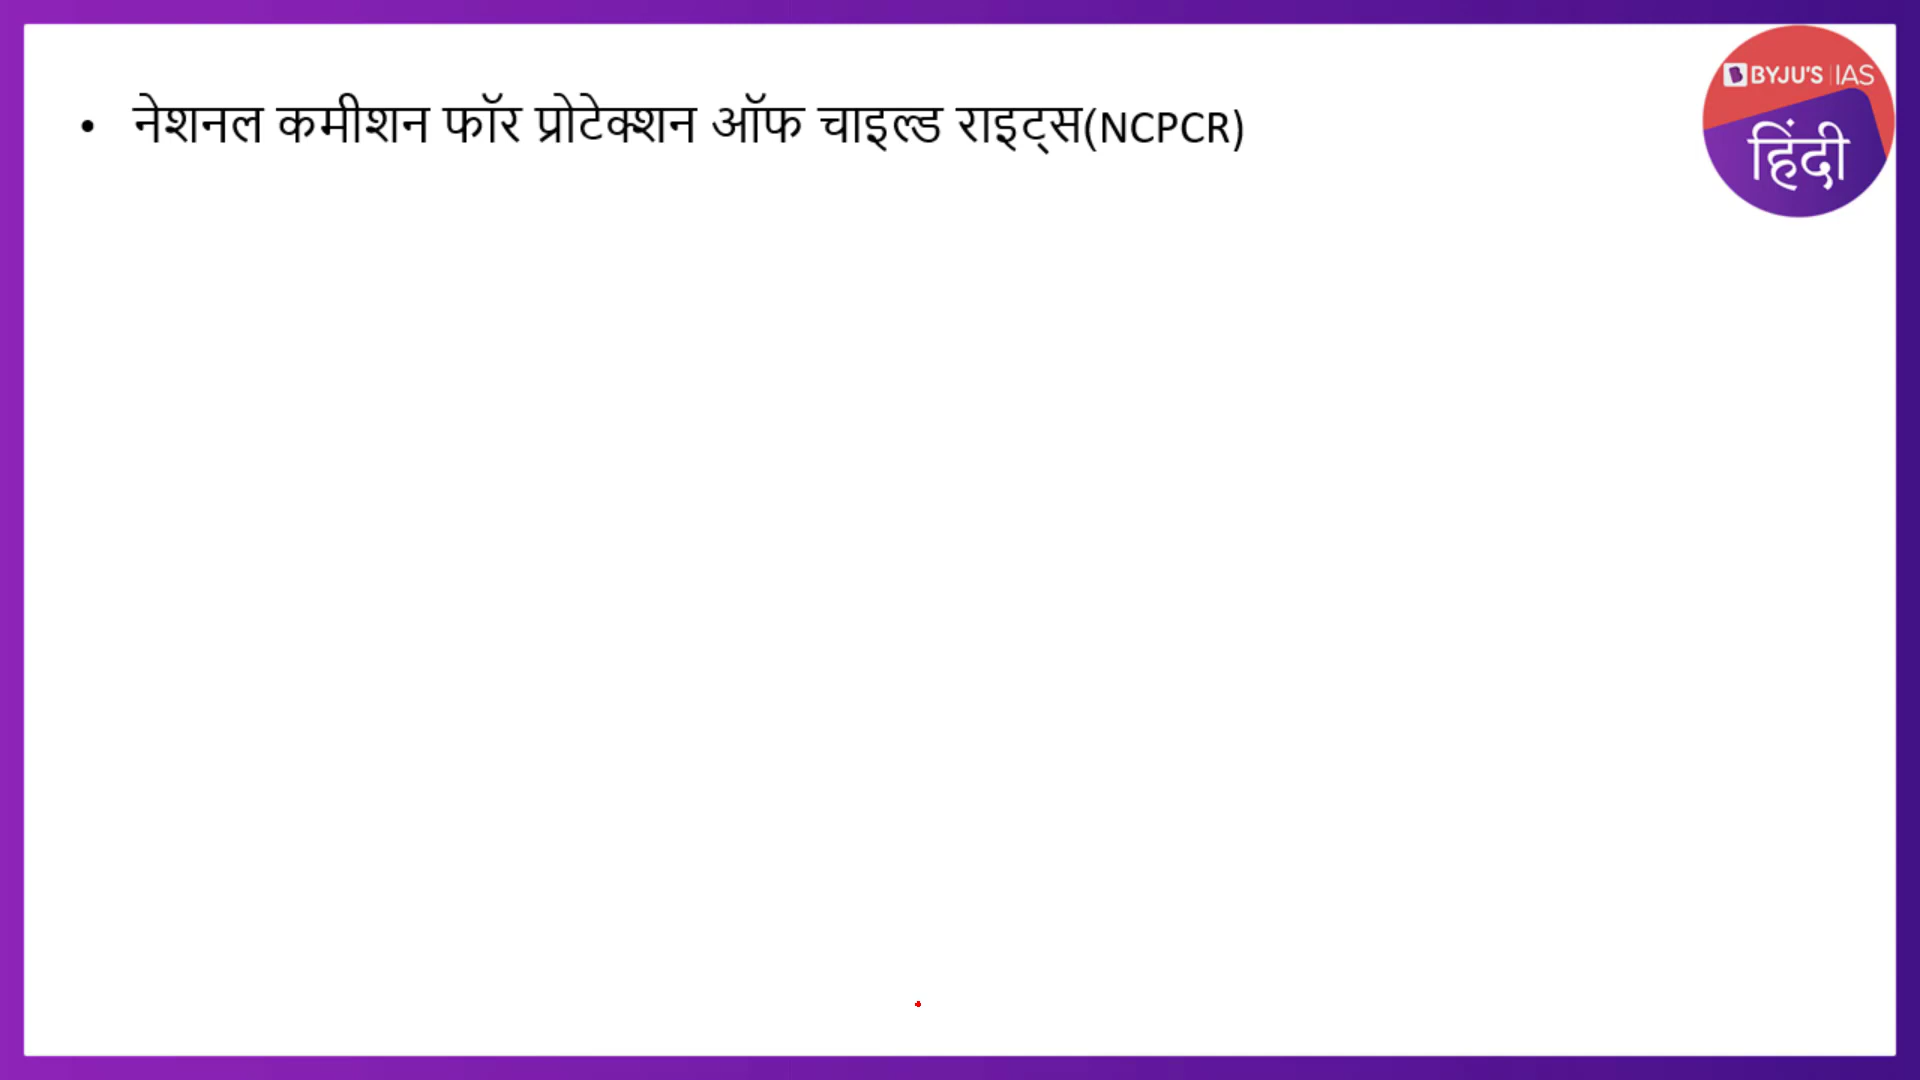 • नेशनल कमीशन फॉर प्रोटेक्शन ऑफ चाइल्ड राइट्स(NCPCR)
BYJU'S IAS
हिंदी